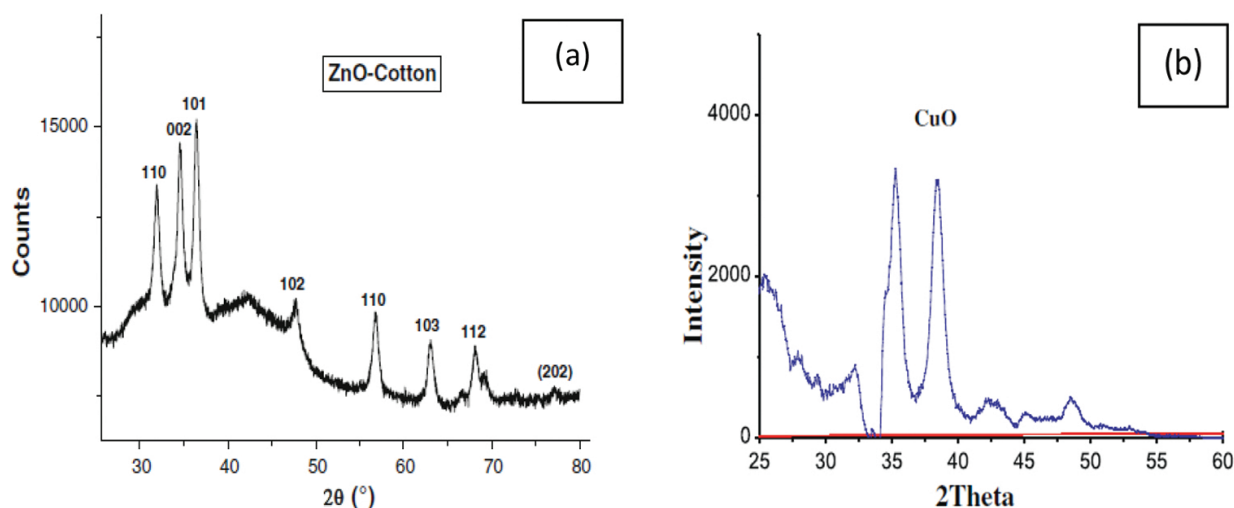 (a)
ZnO-Cotton
101
002
110
102
110
103
112
(202)
15000
10000
Counts
30 40 50 60 70 80
2θ (°)
(b)
CuO
4000
2000
0
Intensity
25 30 35 40 45 50 55 60
2Theta